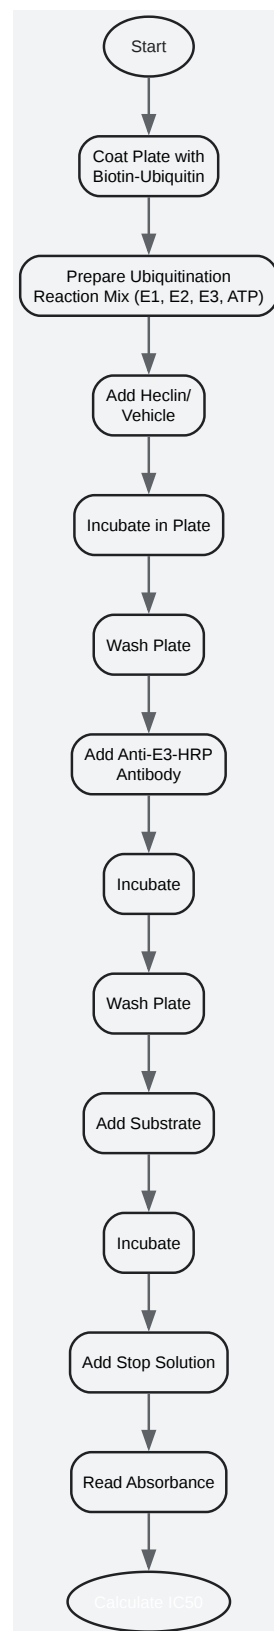 Start
Coat Plate with
Biotin-Ubiquitin
Prepare Ubiquitination
Reaction Mix (E1, E2, E3, ATP)
Add Heclin/
Vehicle
Incubate in Plate
Wash Plate
Add Anti-E3-HRP
Antibody
Incubate
Wash Plate
Add Substrate
Incubate
Add Stop Solution
Read Absorbance
Calculate IC50